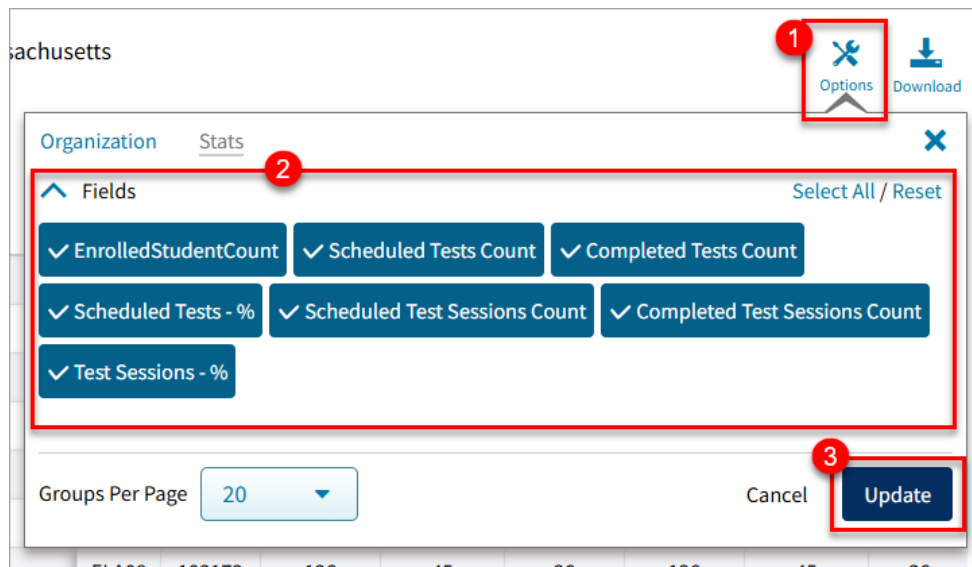 sachusetts
1
Options Download
Organization Stats
2
Fields Select All / Reset
EnrolledStudentCount Scheduled Tests Count Completed Tests Count
Scheduled Tests - % Scheduled Test Sessions Count Completed Test Sessions Count
Test Sessions - %
3
Groups Per Page 20 Cancel Update